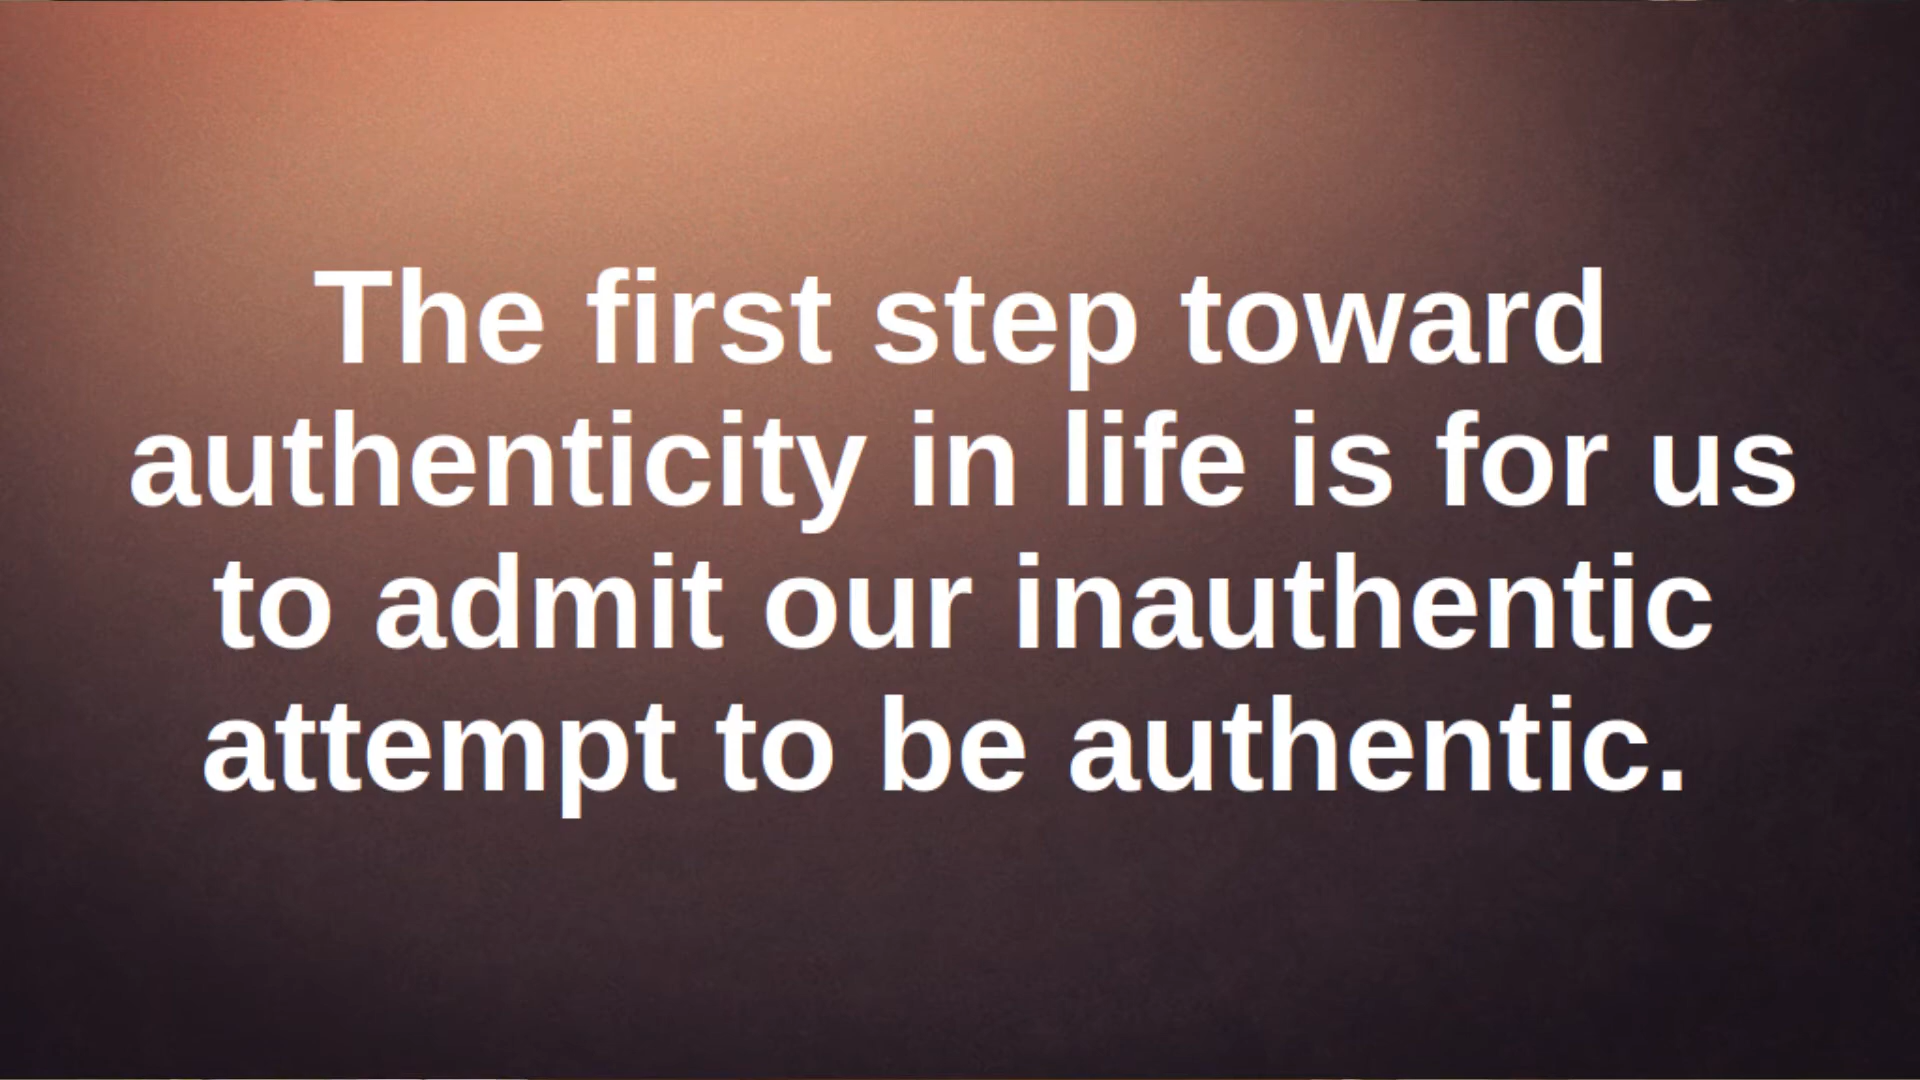 The first step toward
authenticity in life is for us
to admit our inauthentic
attempt to be authentic.